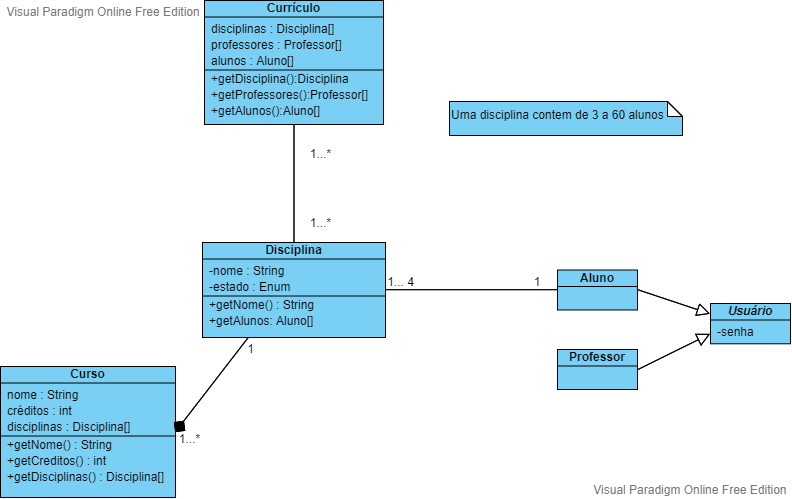 Visual Paradigm Online Free Edition
Currículo
disciplinas : Disciplina[]
professores : Professor[]
alunos : Aluno[]
+getDisciplina():Disciplina
+getProfessores():Professor[]
+getAlunos():Aluno[]
Uma disciplina contem de 3 a 60 alunos
1...*
1...*
Disciplina
-nome : String
-estado : Enum
+getNome() : String
+getAlunos: Aluno[]
1... 4
1
Aluno
Usuário
-senha
Professor
1
Curso
nome : String
créditos : int
disciplinas : Disciplina[]
+getNome() : String
+getCreditos() : int
+getDisciplinas() : Disciplina[]
1...*
Visual Paradigm Online Free Edition